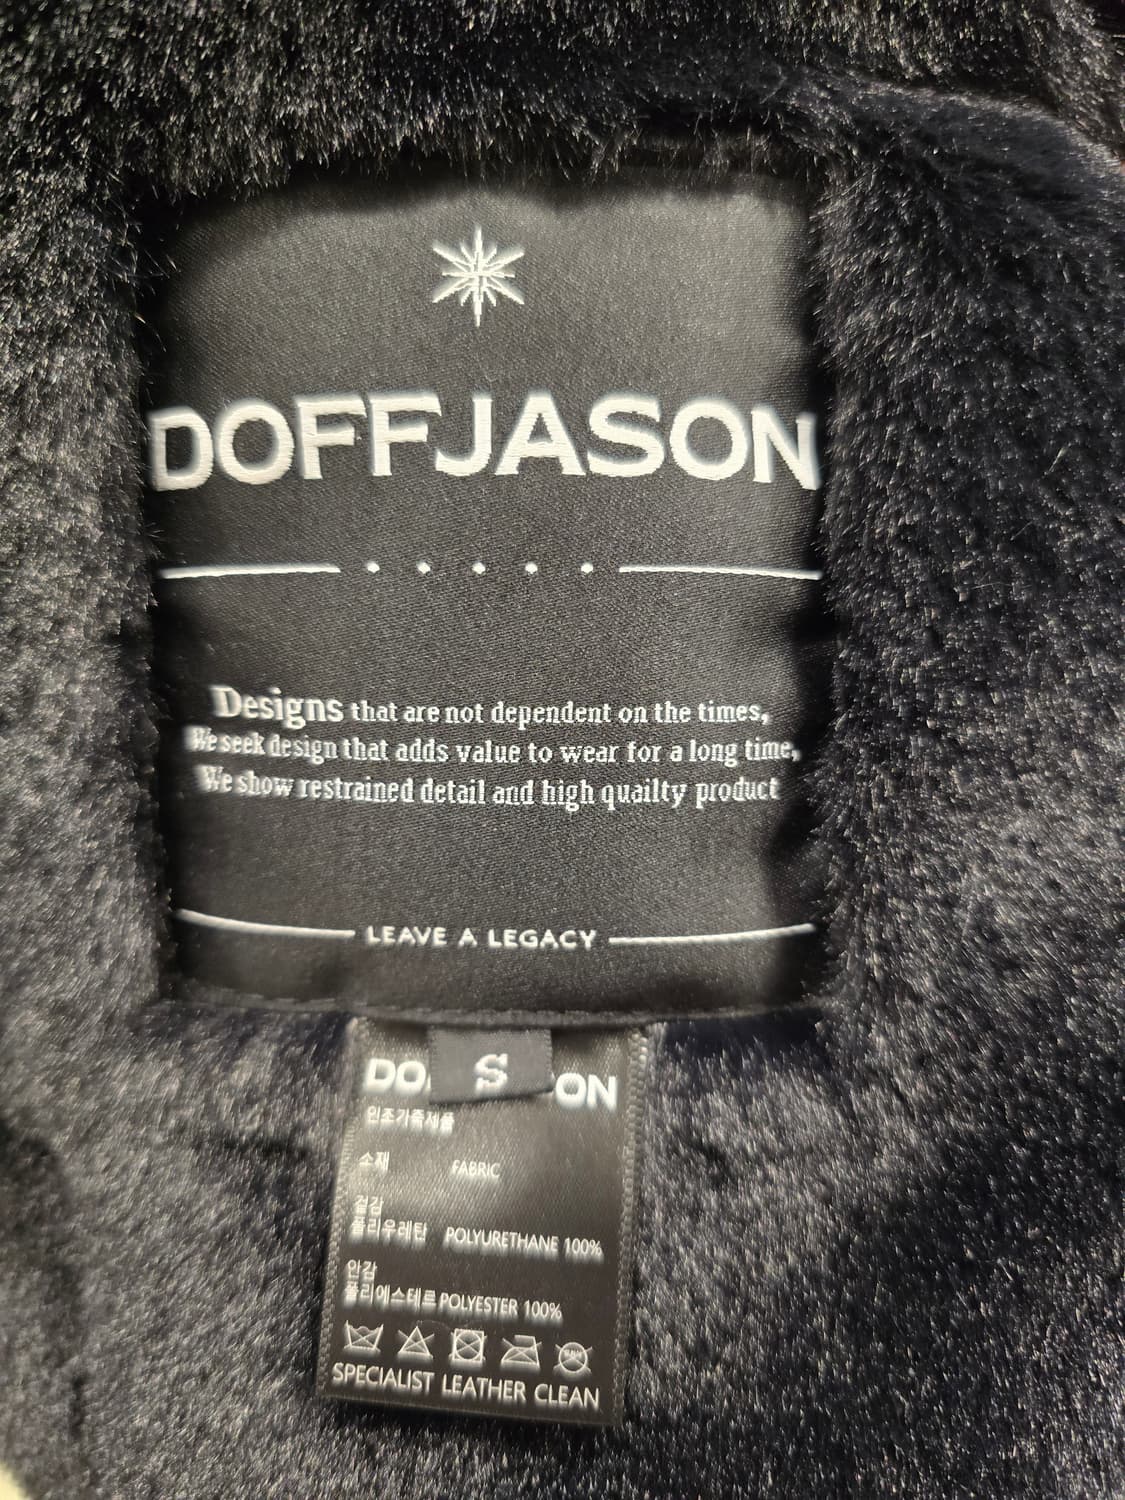 DOFFJASON
Designs that are not dependent on the times,
We seek design that adds value to wear for a long time,
We show restrained detail and high quailty product
LEAVE A LEGACY
S
DO ON
인조가죽제품
소재 FABRIC
겉감
폴리우레탄 POLYURETHANE 100%
안감
폴리에스테르 POLYESTER 100%
SPECIALIST LEATHER CLEAN